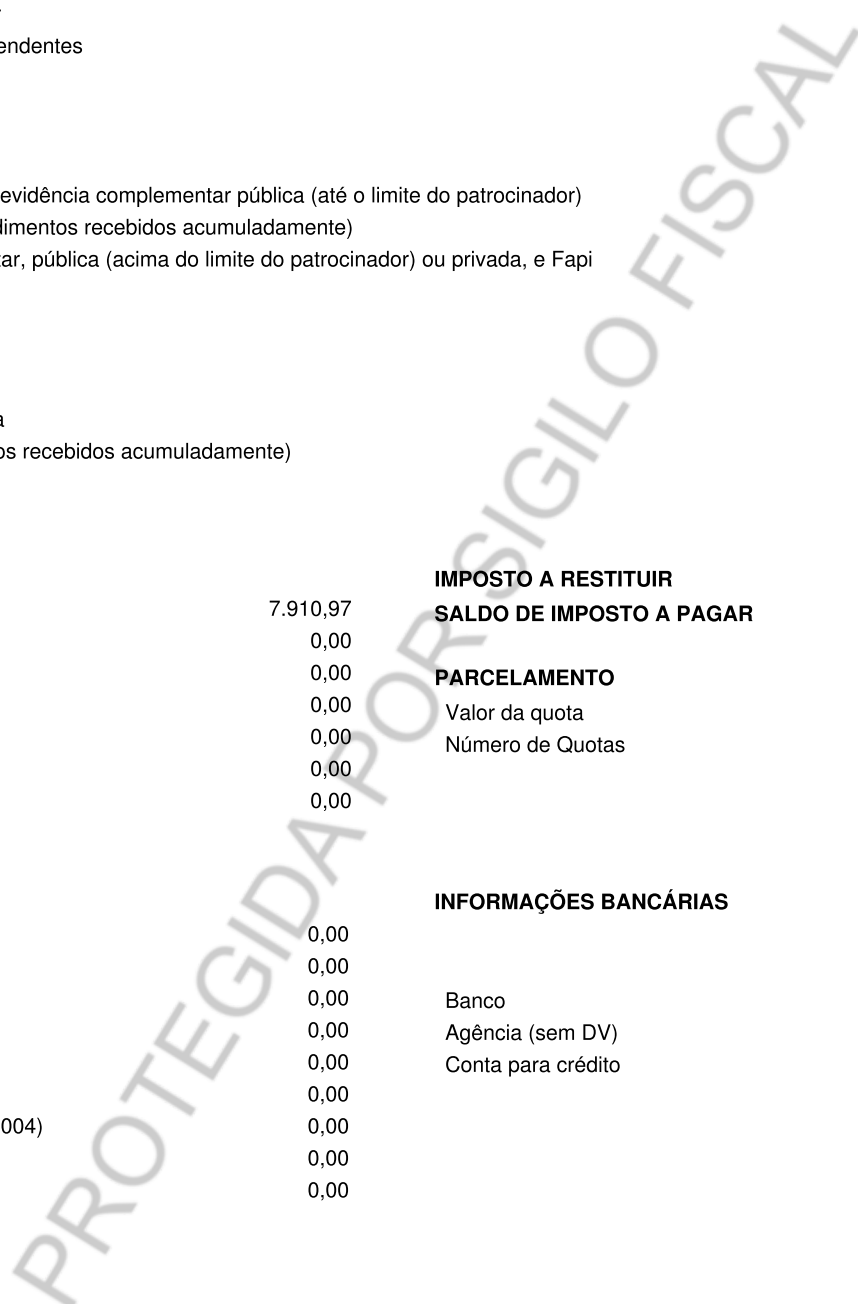 endentes
evidência complementar pública (até o limite do patrocinador)
dimentos recebidos acumuladamente)
tar, pública (acima do limite do patrocinador) ou privada, e Fapi
a
os recebidos acumuladamente)
IMPOSTO A RESTITUIR
7.910,97 SALDO DE IMPOSTO A PAGAR
0,00
0,00 PARCELAMENTO
0,00 Valor da quota
0,00 Número de Quotas
0,00
0,00
INFORMAÇÕES BANCÁRIAS
0,00
0,00
0,00 Banco
0,00 Agência (sem DV)
0,00 Conta para crédito
0,00
004) 0,00
0,00
0,00
PROTEGIDA POR SIGILO FISCAL